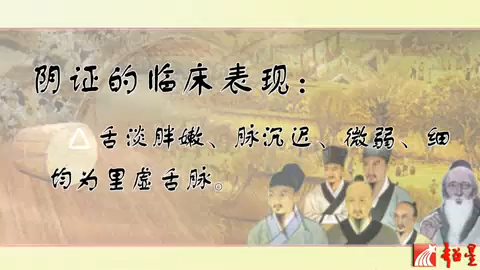 阴证的临床表现：
舌淡胖嫩、脉沉迟、微弱、细
均为里虚舌脉。